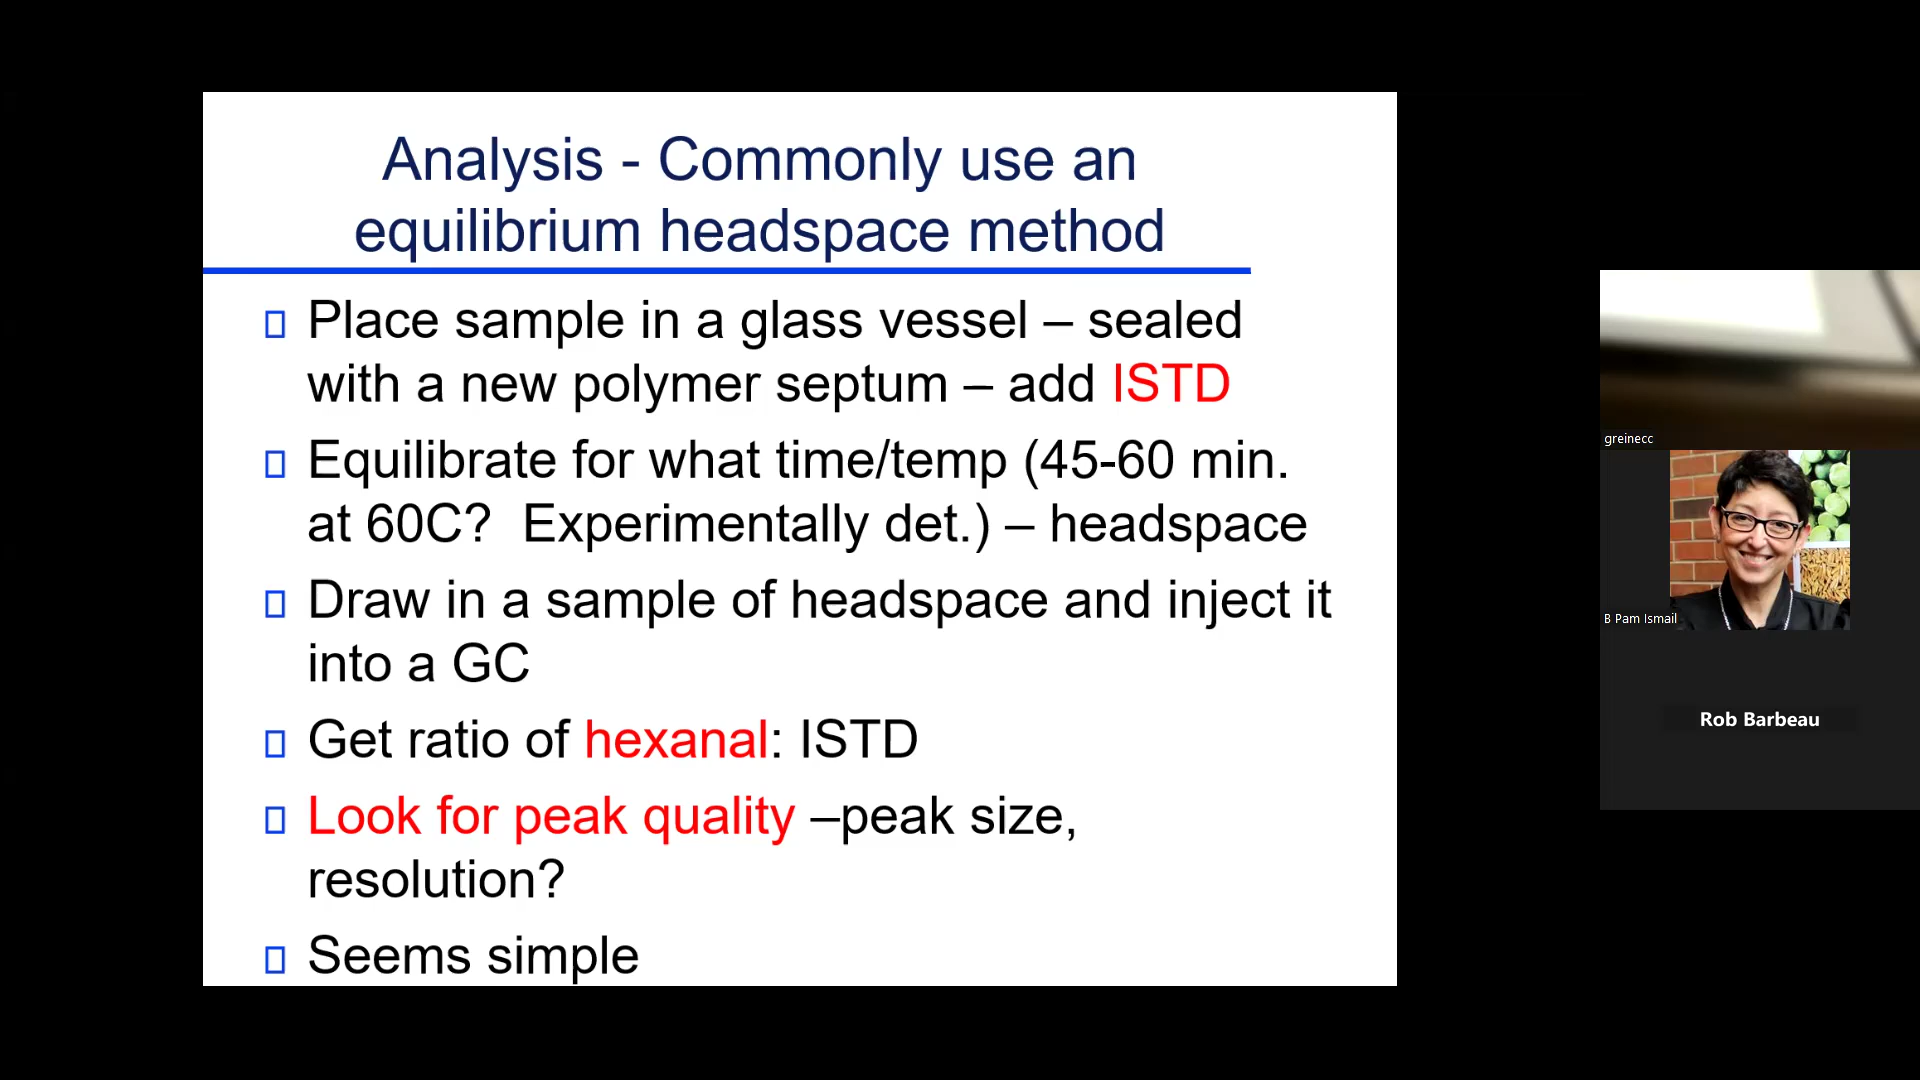 Analysis - Commonly use an
equilibrium headspace method
Place sample in a glass vessel – sealed
with a new polymer septum – add ISTD
Equilibrate for what time/temp (45-60 min.
at 60C?  Experimentally det.) – headspace
Draw in a sample of headspace and inject it
into a GC
Get ratio of hexanal: ISTD
Look for peak quality –peak size,
resolution?
Seems simple
greinecc
B Pam Ismail
Rob Barbeau